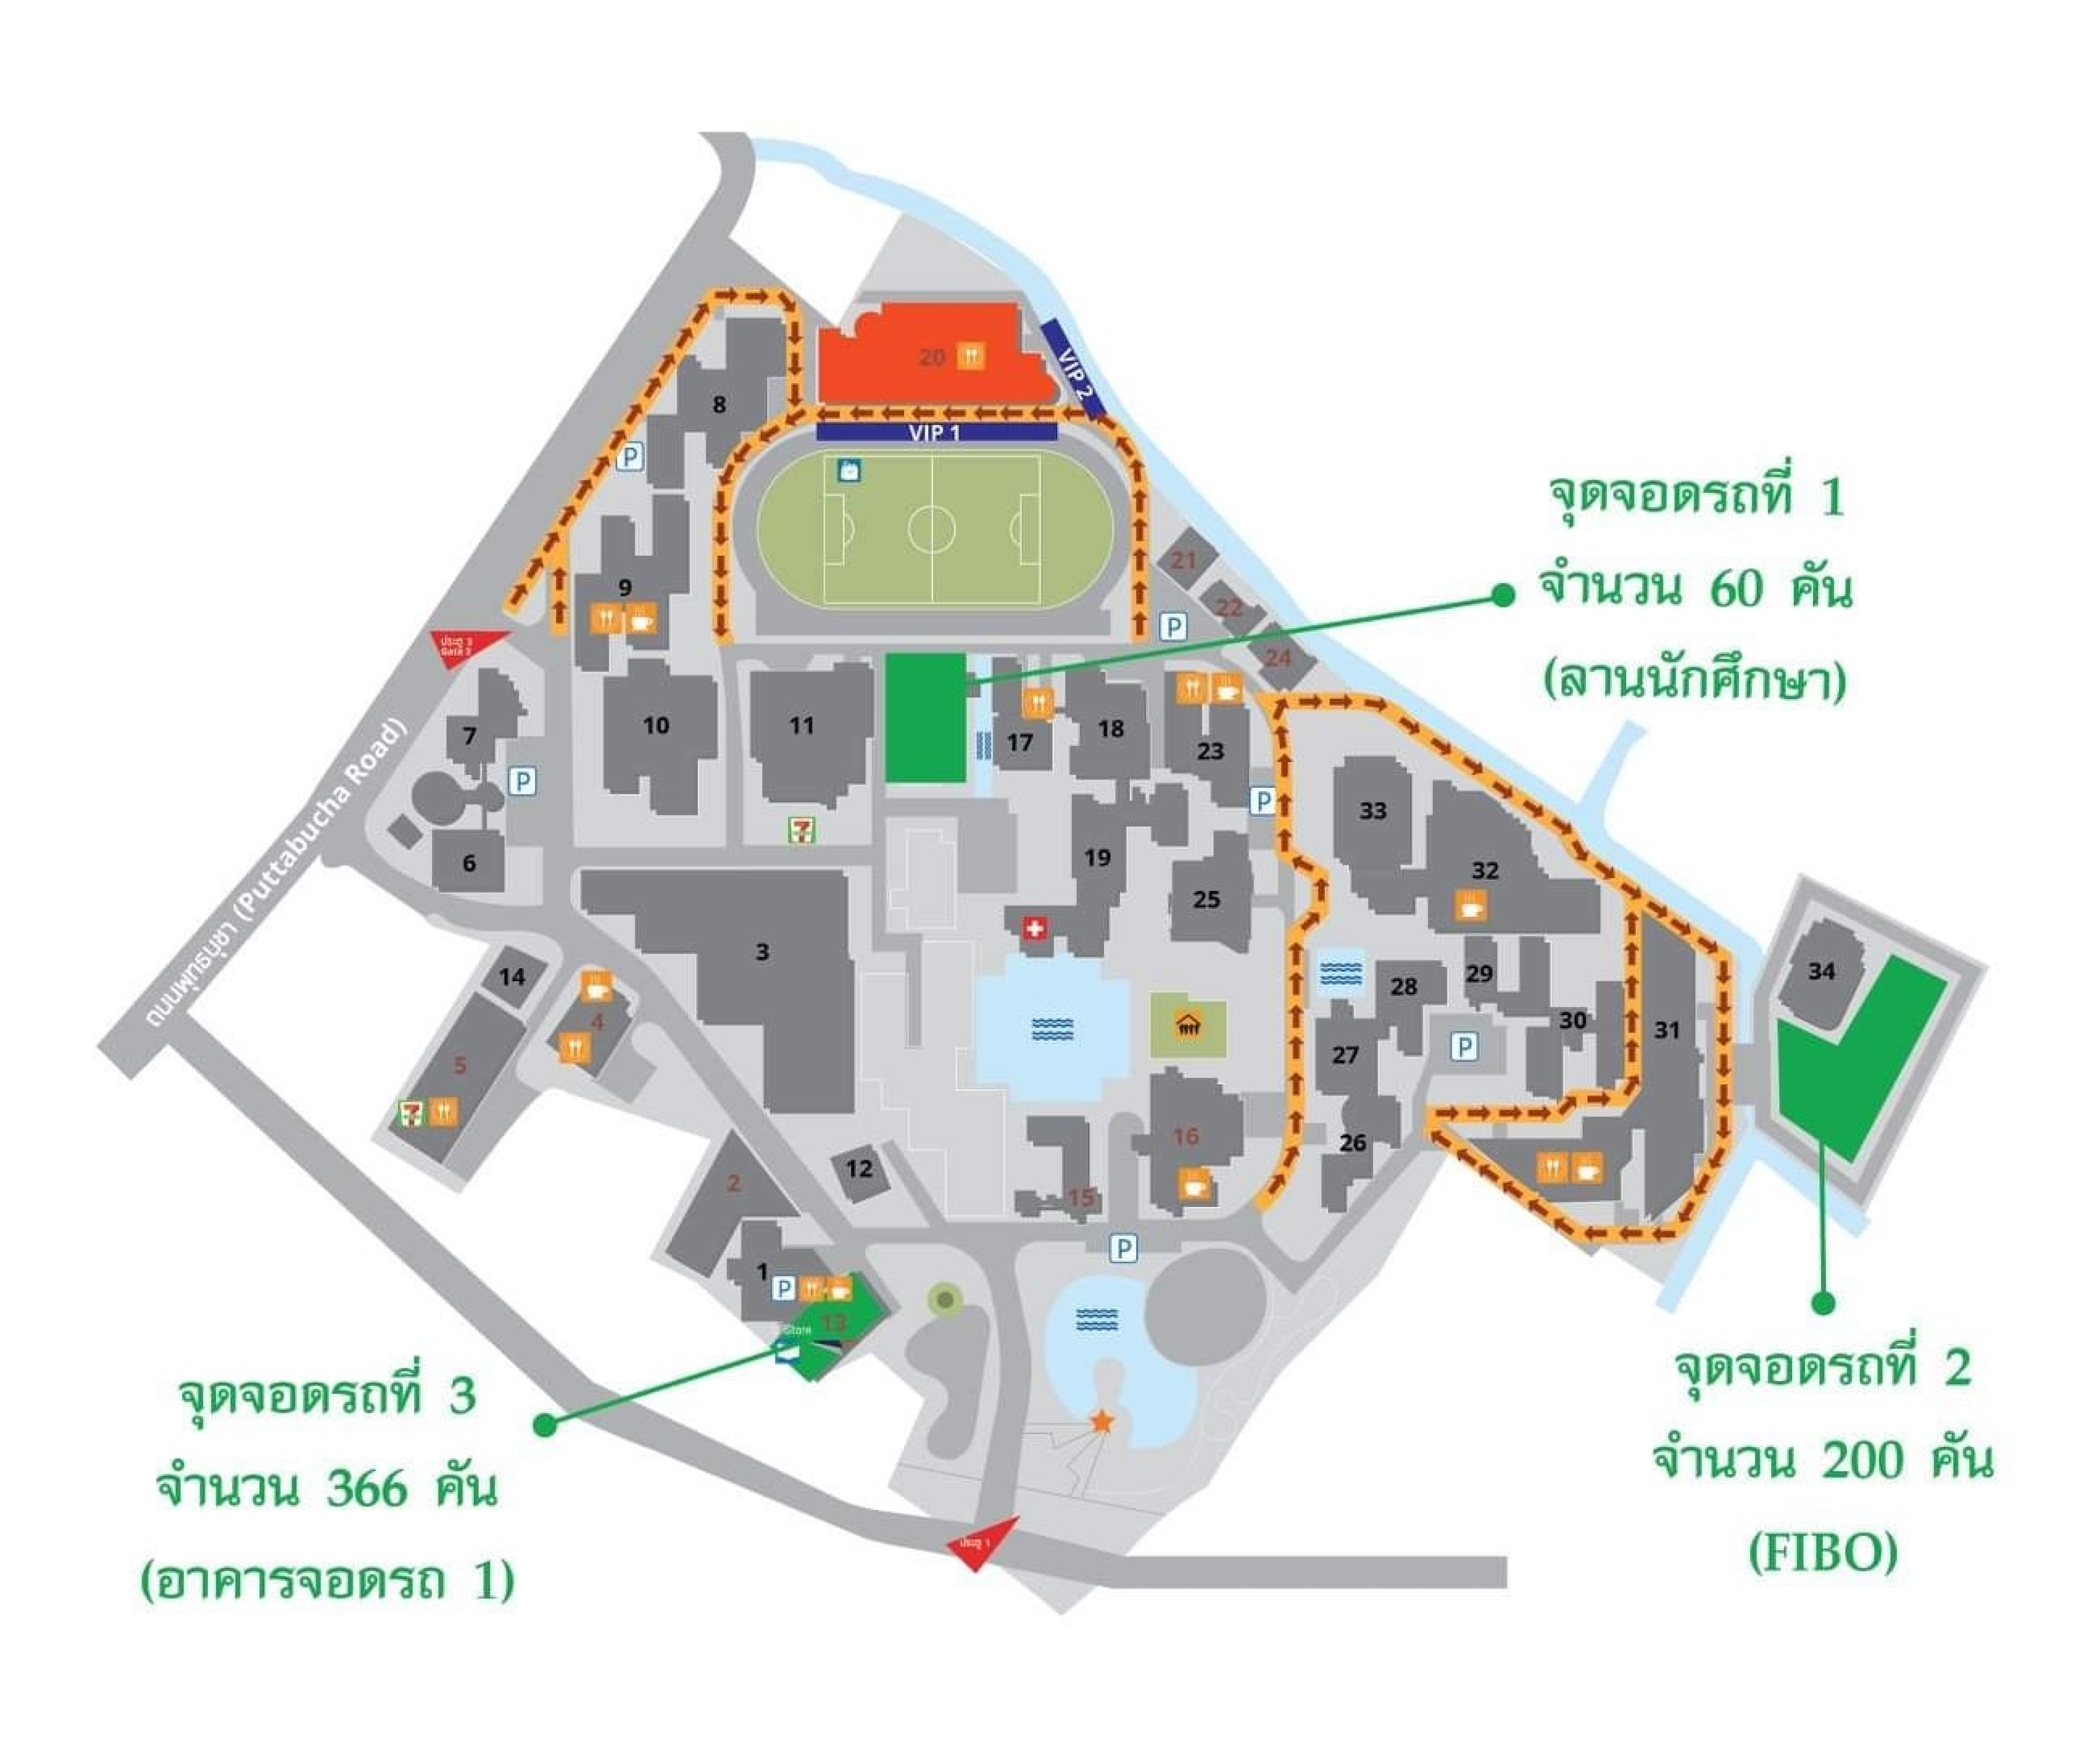 20
VIP 2
8
VIP 1
P
จุดจอดรถที่ 1
จำนวน 60 คัน
(ลานนักศึกษา)
21
9
22
P
ประตู 3
Gate 3
24
7
10
11
17
18
23
P
P
33
6
7
19
32
25
3
14
34
29
28
4
30
31
5
27
P
7
16
26
12
2
15
P
1
P
13
Store
ถนนพุทธบูชา (Puttabucha Road)
จุดจอดรถที่ 3
จำนวน 366 คัน
(อาคารจอดรถ 1)
จุดจอดรถที่ 2
จำนวน 200 คัน
(FIBO)
ประตู 1